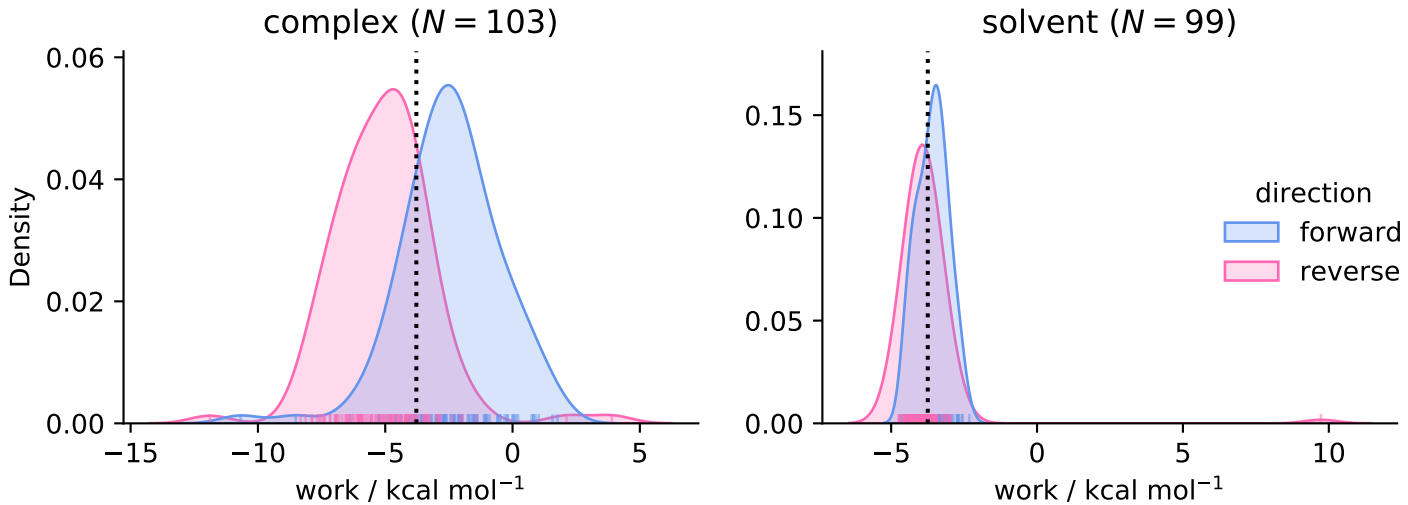 complex (N = 103)
0.06
0.04
0.02
0.00
Density
−15
−10
−5
0
5
work / kcal mol⁻¹
solvent (N = 99)
0.15
0.10
0.05
0.00
−5
0
5
10
work / kcal mol⁻¹
direction
forward
reverse